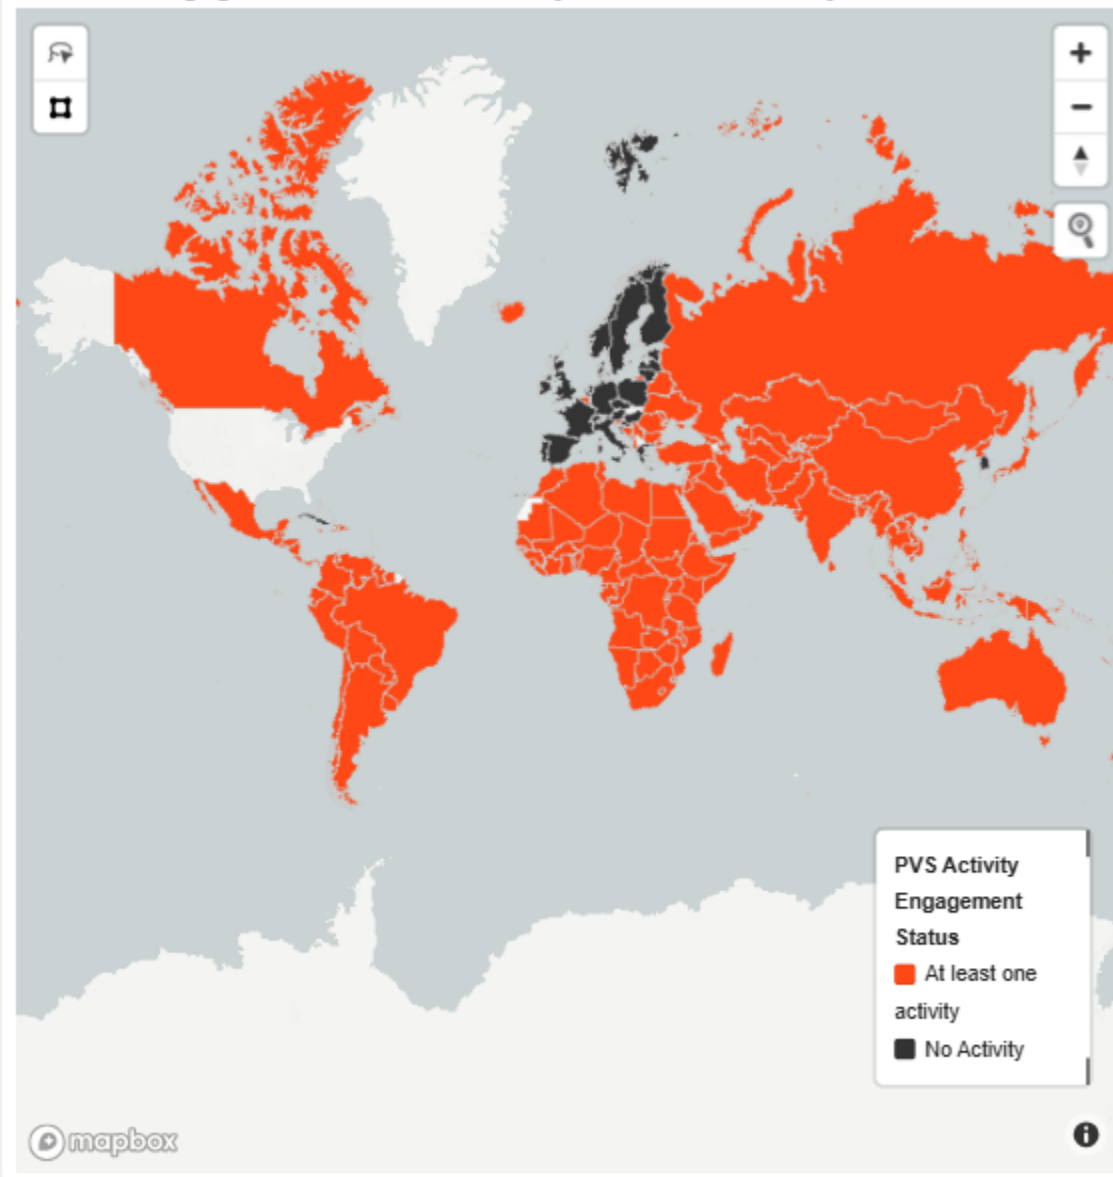 PVS Activity
Engagement
Status
At least one
activity
No Activity
mapbox